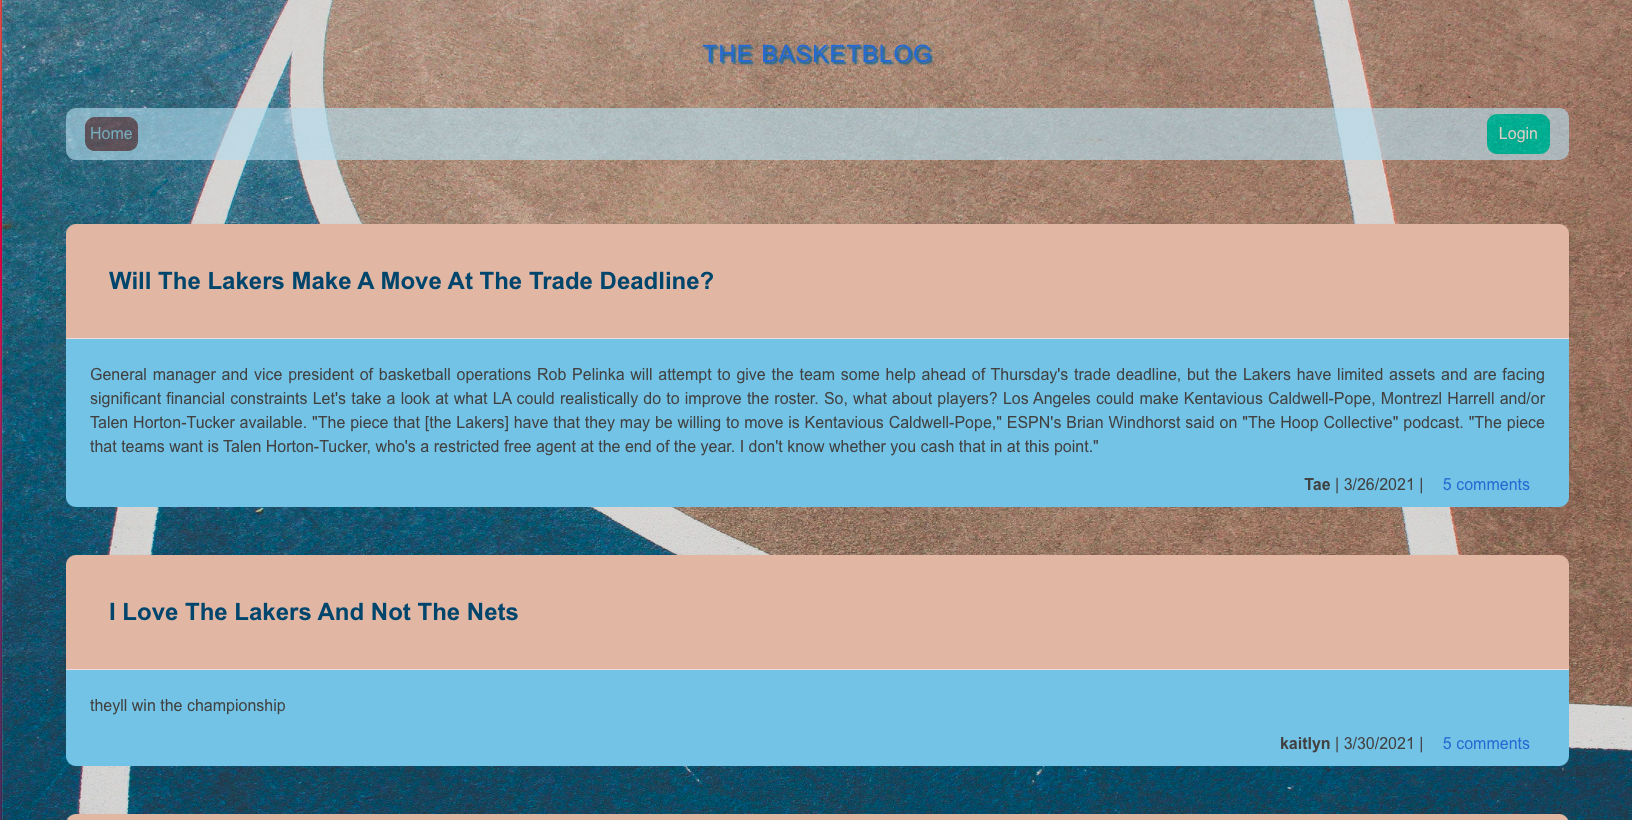 THE BASKETBLOG
Home
Login
Will The Lakers Make A Move At The Trade Deadline?
General manager and vice president of basketball operations Rob Pelinka will attempt to give the team some help ahead of Thursday's trade deadline, but the Lakers have limited assets and are facing
significant financial constraints Let's take a look at what LA could realistically do to improve the roster. So, what about players? Los Angeles could make Kentavious Caldwell-Pope, Montrezl Harrell and/or
Talen Horton-Tucker available. "The piece that [the Lakers] have that they may be willing to move is Kentavious Caldwell-Pope," ESPN's Brian Windhorst said on "The Hoop Collective" podcast. "The piece
that teams want is Talen Horton-Tucker, who's a restricted free agent at the end of the year. I don't know whether you cash that in at this point."
Tae | 3/26/2021 | 5 comments
I Love The Lakers And Not The Nets
theyll win the championship
kaitlyn | 3/30/2021 | 5 comments